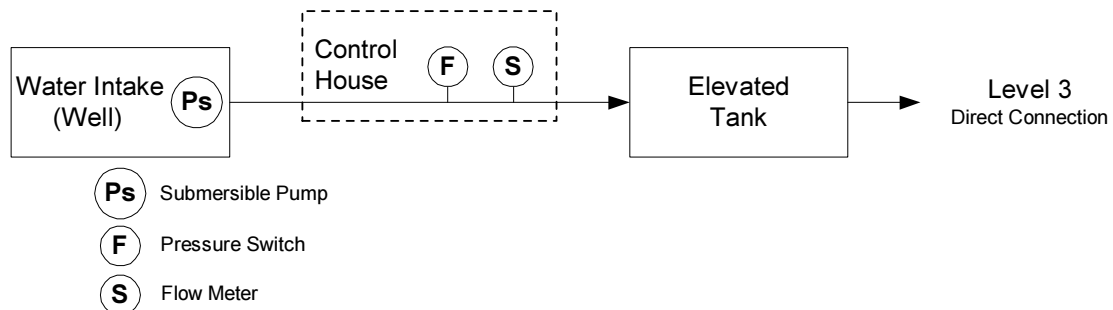 Water Intake
(Well)
Ps
Control
House
F
S
Elevated
Tank
Level 3
Direct Connection
Ps Submersible Pump
F Pressure Switch
S Flow Meter